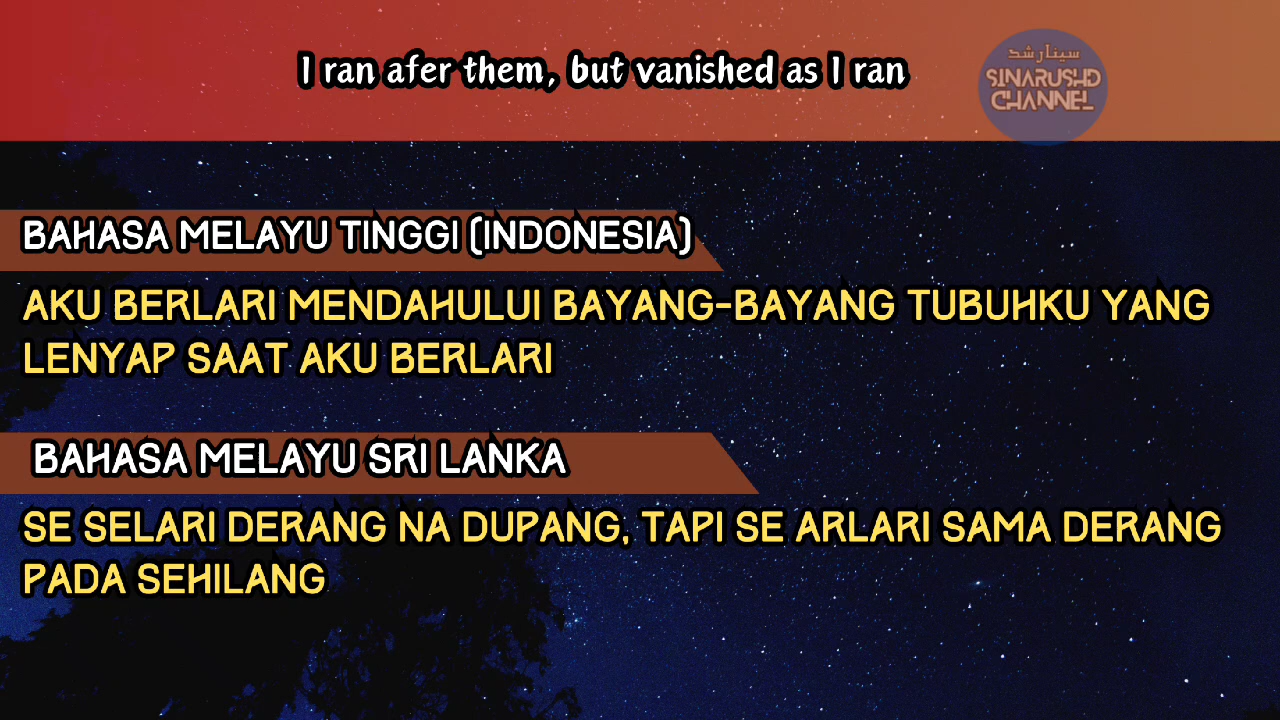 I ran afer them, but vanished as I ran
سينارشد
SINARUSHD
CHANNEL
BAHASA MELAYU TINGGI (INDONESIA)
AKU BERLARI MENDAHULUI BAYANG-BAYANG TUBUHKU YANG
LENYAP SAAT AKU BERLARI
BAHASA MELAYU SRI LANKA
SE SELARI DERANG NA DUPANG, TAPI SE ARLARI SAMA DERANG
PADA SEHILANG